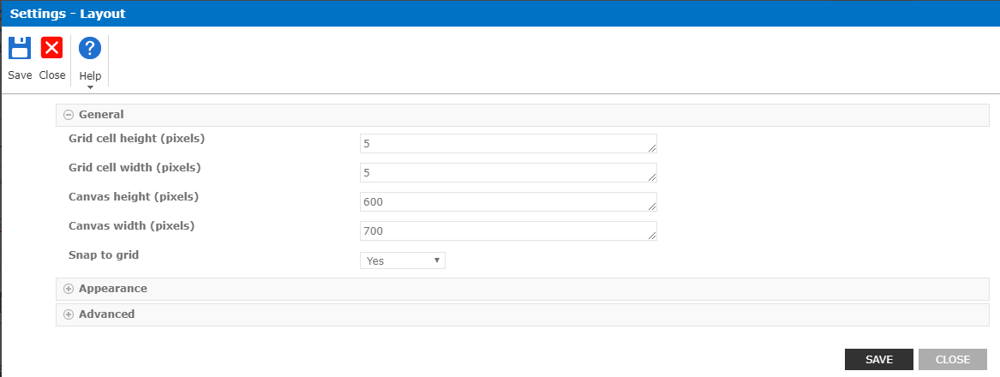 Settings - Layout
Save Close Help
General
Grid cell height (pixels) 5
Grid cell width (pixels) 5
Canvas height (pixels) 600
Canvas width (pixels) 700
Snap to grid Yes
Appearance
Advanced
SAVE CLOSE